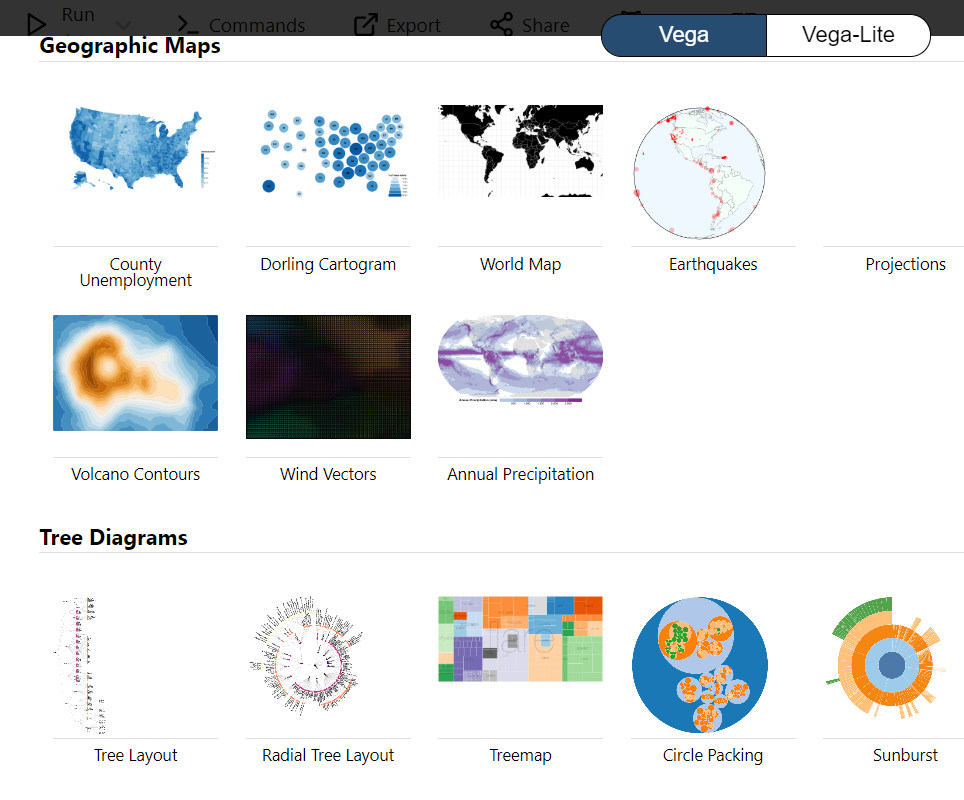 Run
Commands
Export
Share
Vega
Vega-Lite
Geographic Maps
County
Unemployment
Dorling Cartogram
World Map
Earthquakes
Projections
Volcano Contours
Wind Vectors
Annual Precipitation
Tree Diagrams
Tree Layout
Radial Tree Layout
Treemap
Circle Packing
Sunburst